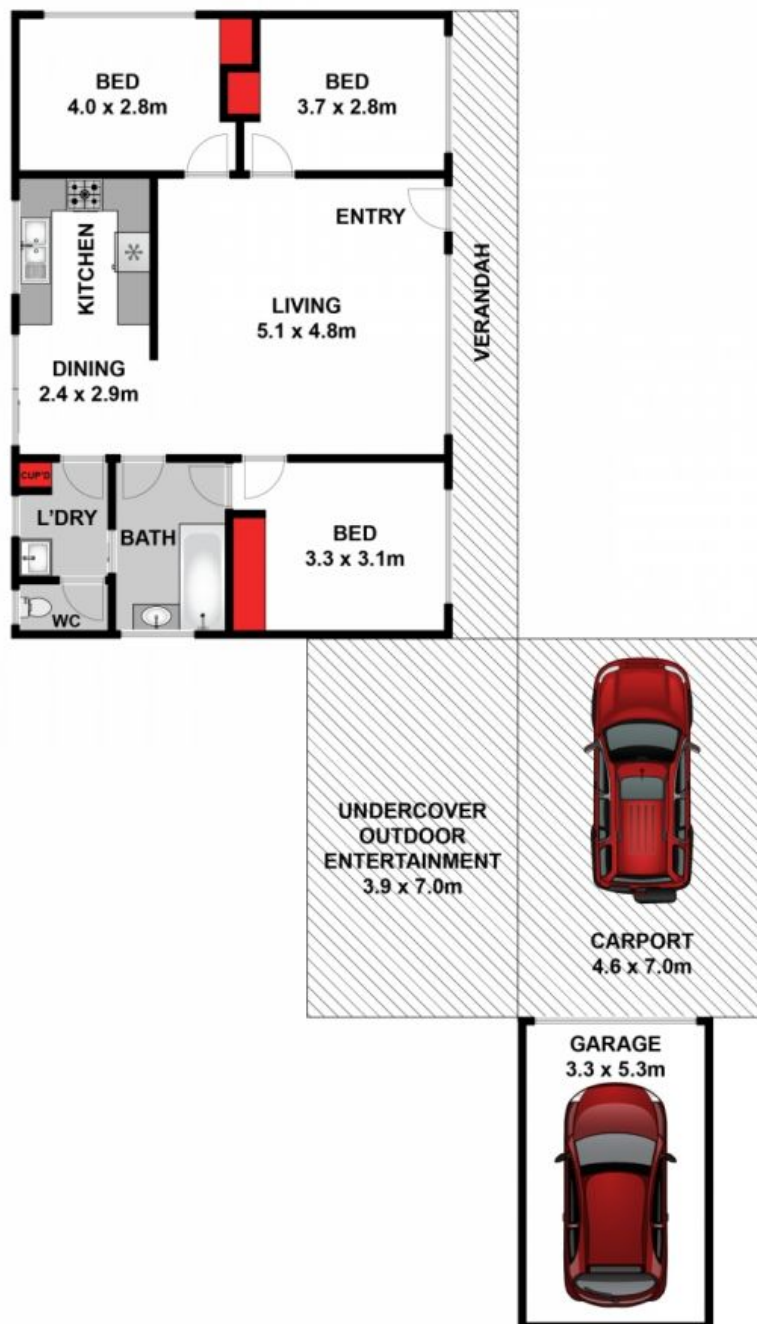 BED
4.0 x 2.8m
BED
3.7 x 2.8m
ENTRY
KITCHEN
LIVING
5.1 x 4.8m
VERANDAH
DINING
2.4 x 2.9m
CUP'D
L'DRY
BATH
BED
3.3 x 3.1m
WC
UNDERCOVER
OUTDOOR
ENTERTAINMENT
3.9 x 7.0m
CARPORT
4.6 x 7.0m
GARAGE
3.3 x 5.3m